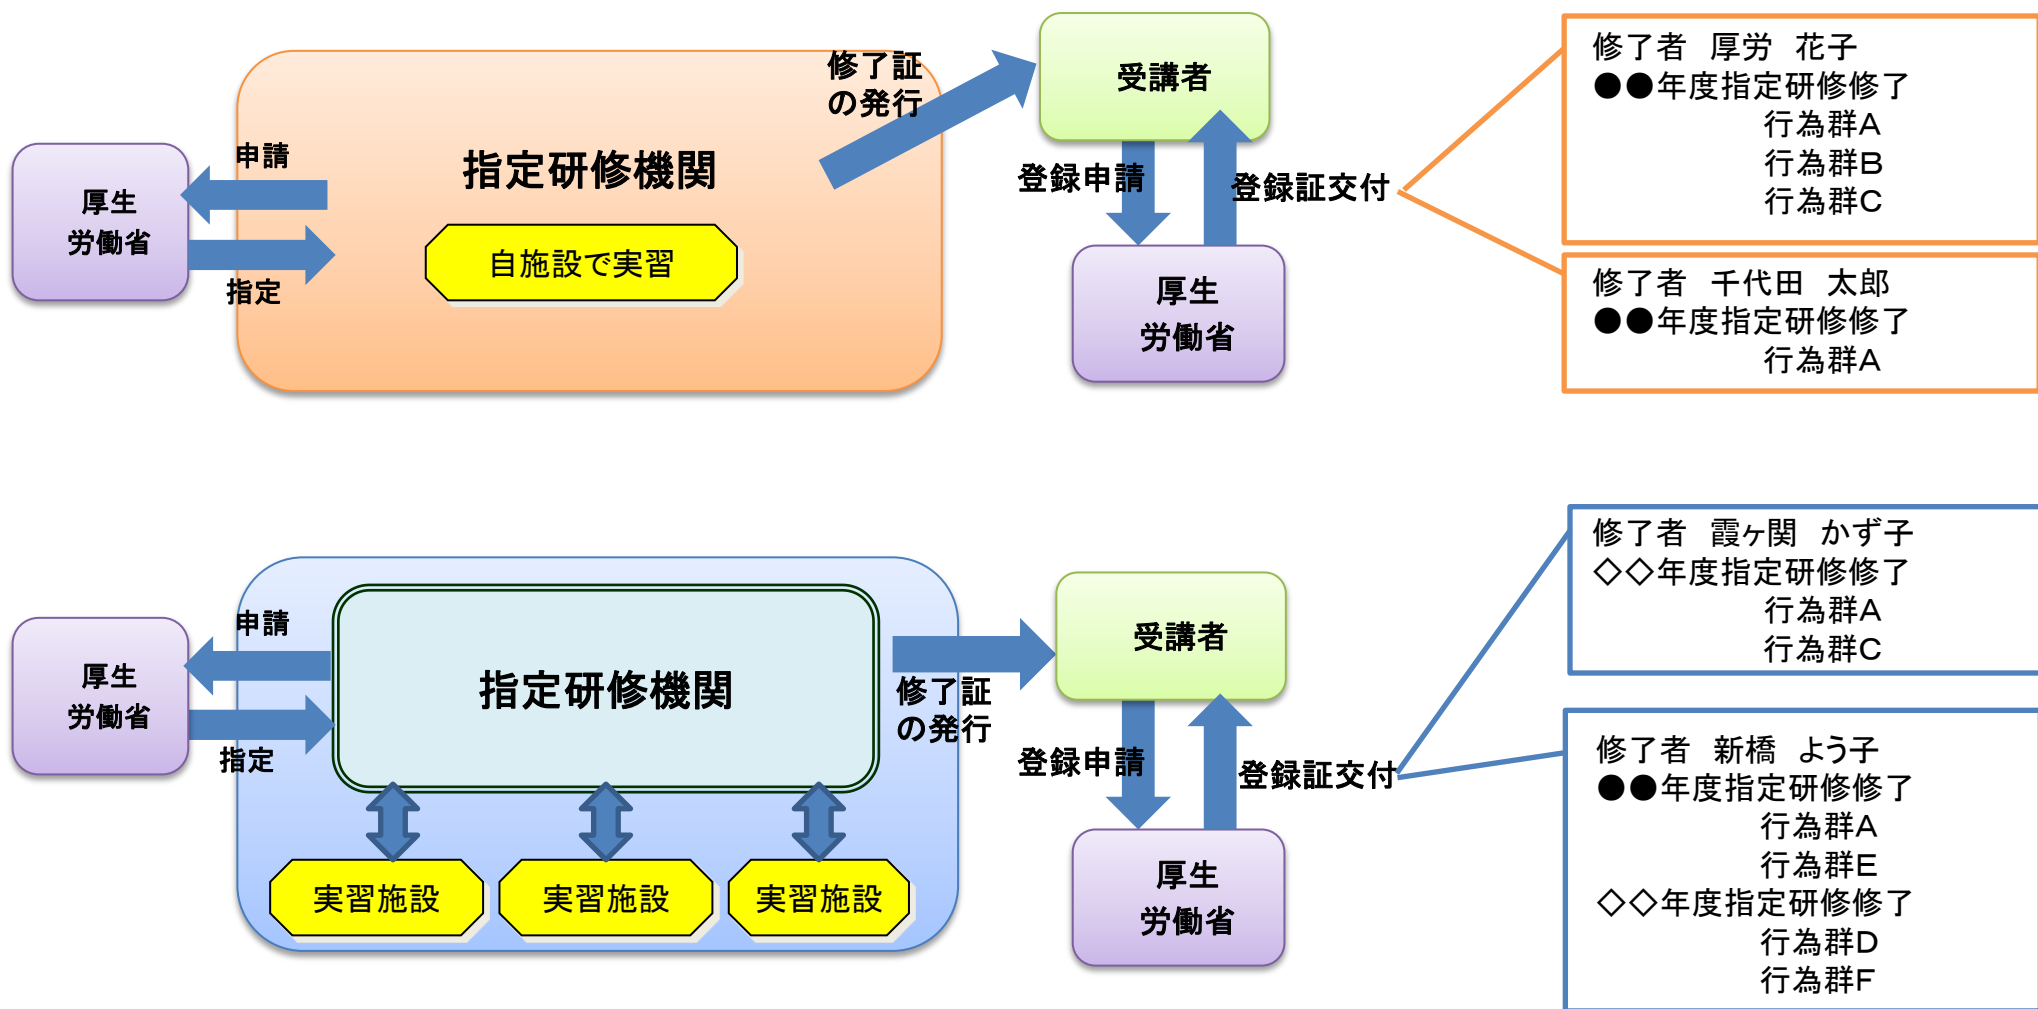 厚生
労働省
申請
指定
指定研修機関
自施設で実習
修了証
の発行
受講者
登録申請
登録証交付
厚生
労働省
修了者　厚労　花子
●●年度指定研修修了
行為群A
行為群B
行為群C
修了者　千代田　太郎
●●年度指定研修修了
行為群A
厚生
労働省
申請
指定
指定研修機関
実習施設
実習施設
実習施設
修了証
の発行
受講者
登録申請
登録証交付
厚生
労働省
修了者　霞ヶ関　かず子
◇◇年度指定研修修了
行為群A
行為群C
修了者　新橋　よう子
●●年度指定研修修了
行為群A
行為群E
◇◇年度指定研修修了
行為群D
行為群F